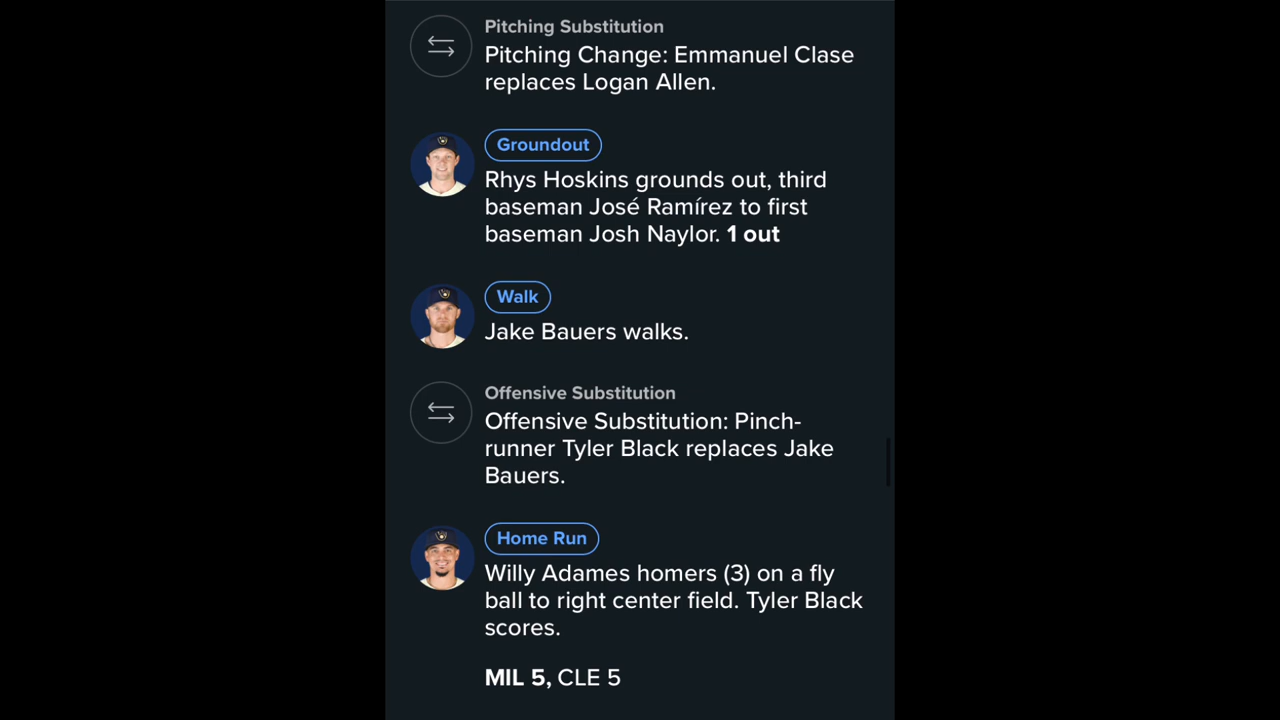 Pitching Substitution
Pitching Change: Emmanuel Clase
replaces Logan Allen.
Groundout
Rhys Hoskins grounds out, third
baseman José Ramírez to first
baseman Josh Naylor. 1 out
Walk
Jake Bauers walks.
Offensive Substitution
Offensive Substitution: Pinch-
runner Tyler Black replaces Jake
Bauers.
Home Run
Willy Adames homers (3) on a fly
ball to right center field. Tyler Black
scores.
MIL 5, CLE 5